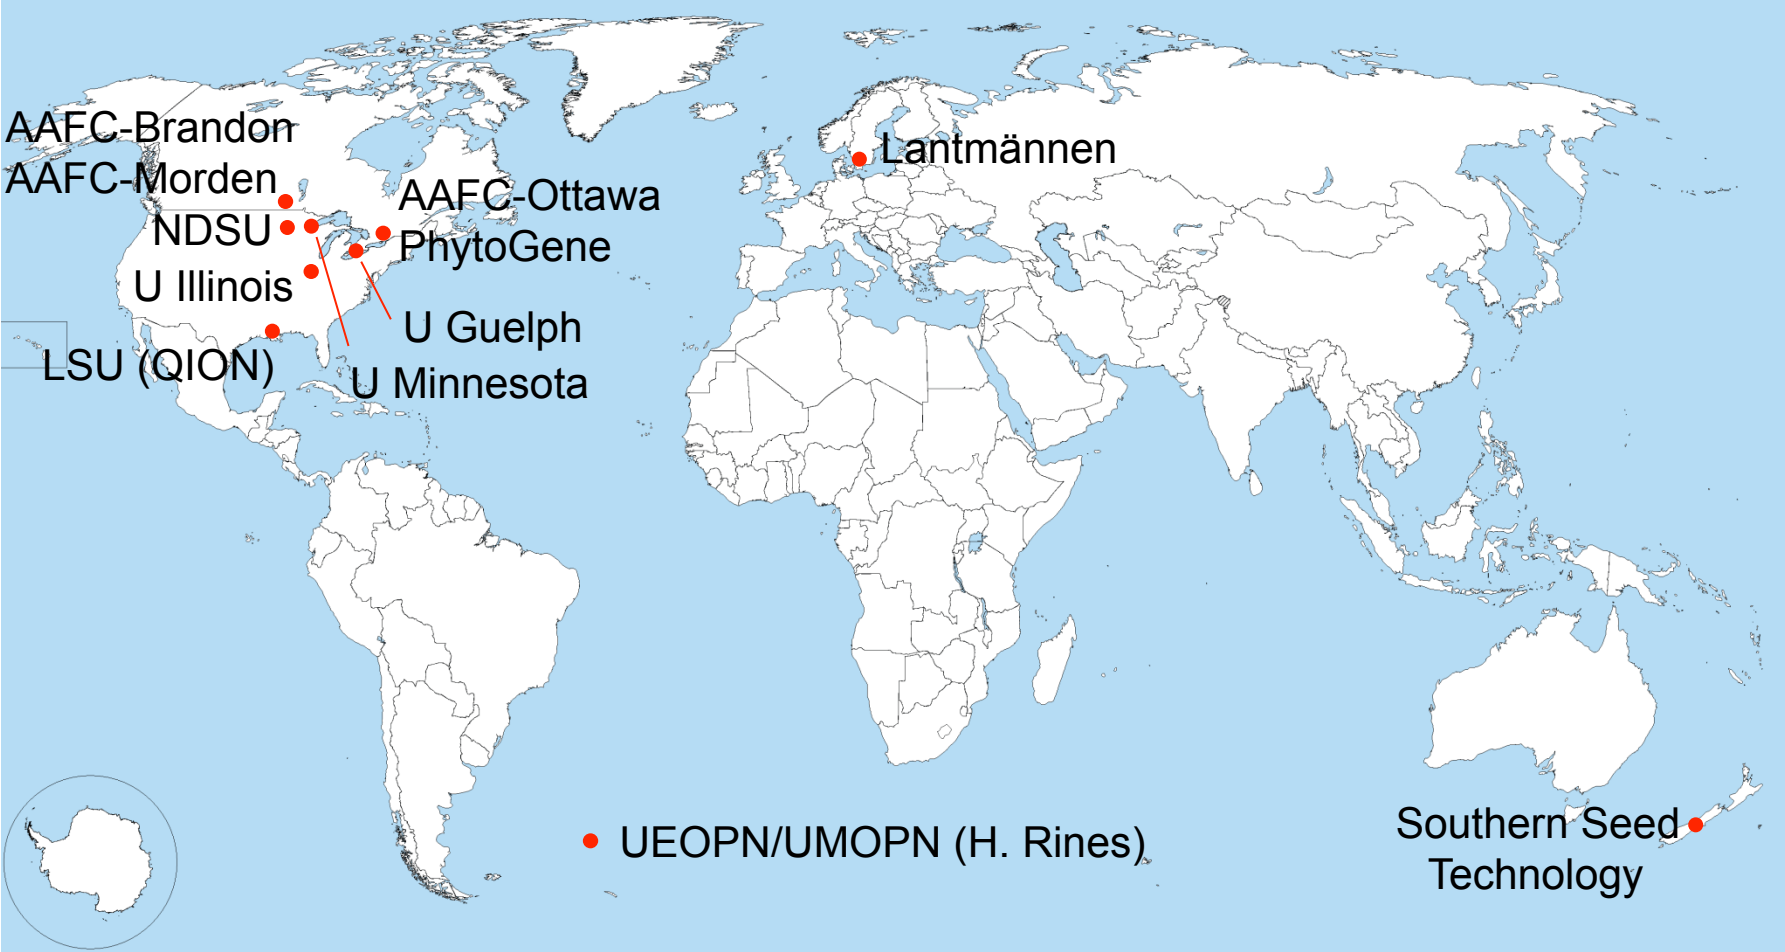 AAFC-Brandon
AAFC-Morden
NDSU
U Illinois
LSU (QION)
AAFC-Ottawa
PhytoGene
U Guelph
U Minnesota
Lantmännen
UEOPN/UMOPN (H. Rines)
Southern Seed
Technology